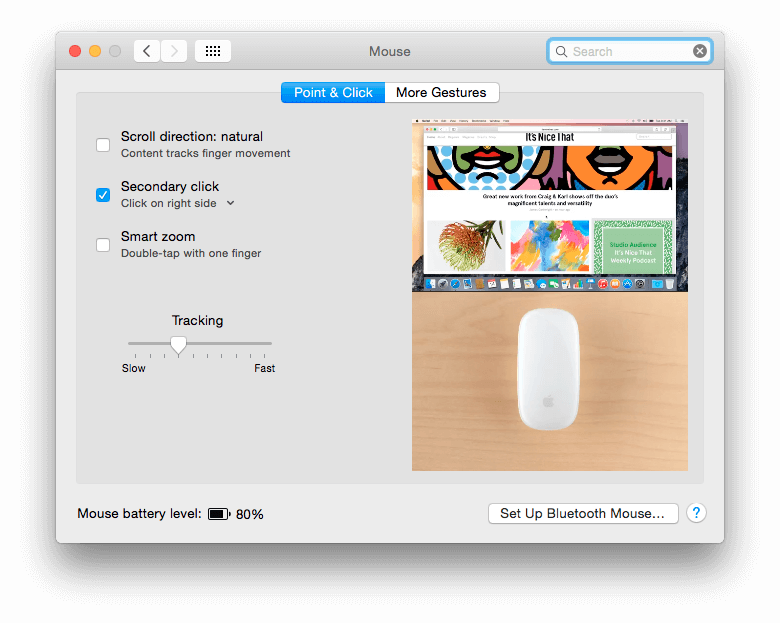 Mouse
Search
Point & Click
More Gestures
Scroll direction: natural
Content tracks finger movement
Secondary click
Click on right side
Smart zoom
Double-tap with one finger
Tracking
Slow
Fast
It's Nice That
Great new work from Craig & Karl shows off the duo's
magnificent talents and versatility
Studio Audience
It's Nice That
Weekly Podcast
Mouse battery level:
80%
Set Up Bluetooth Mouse...
?